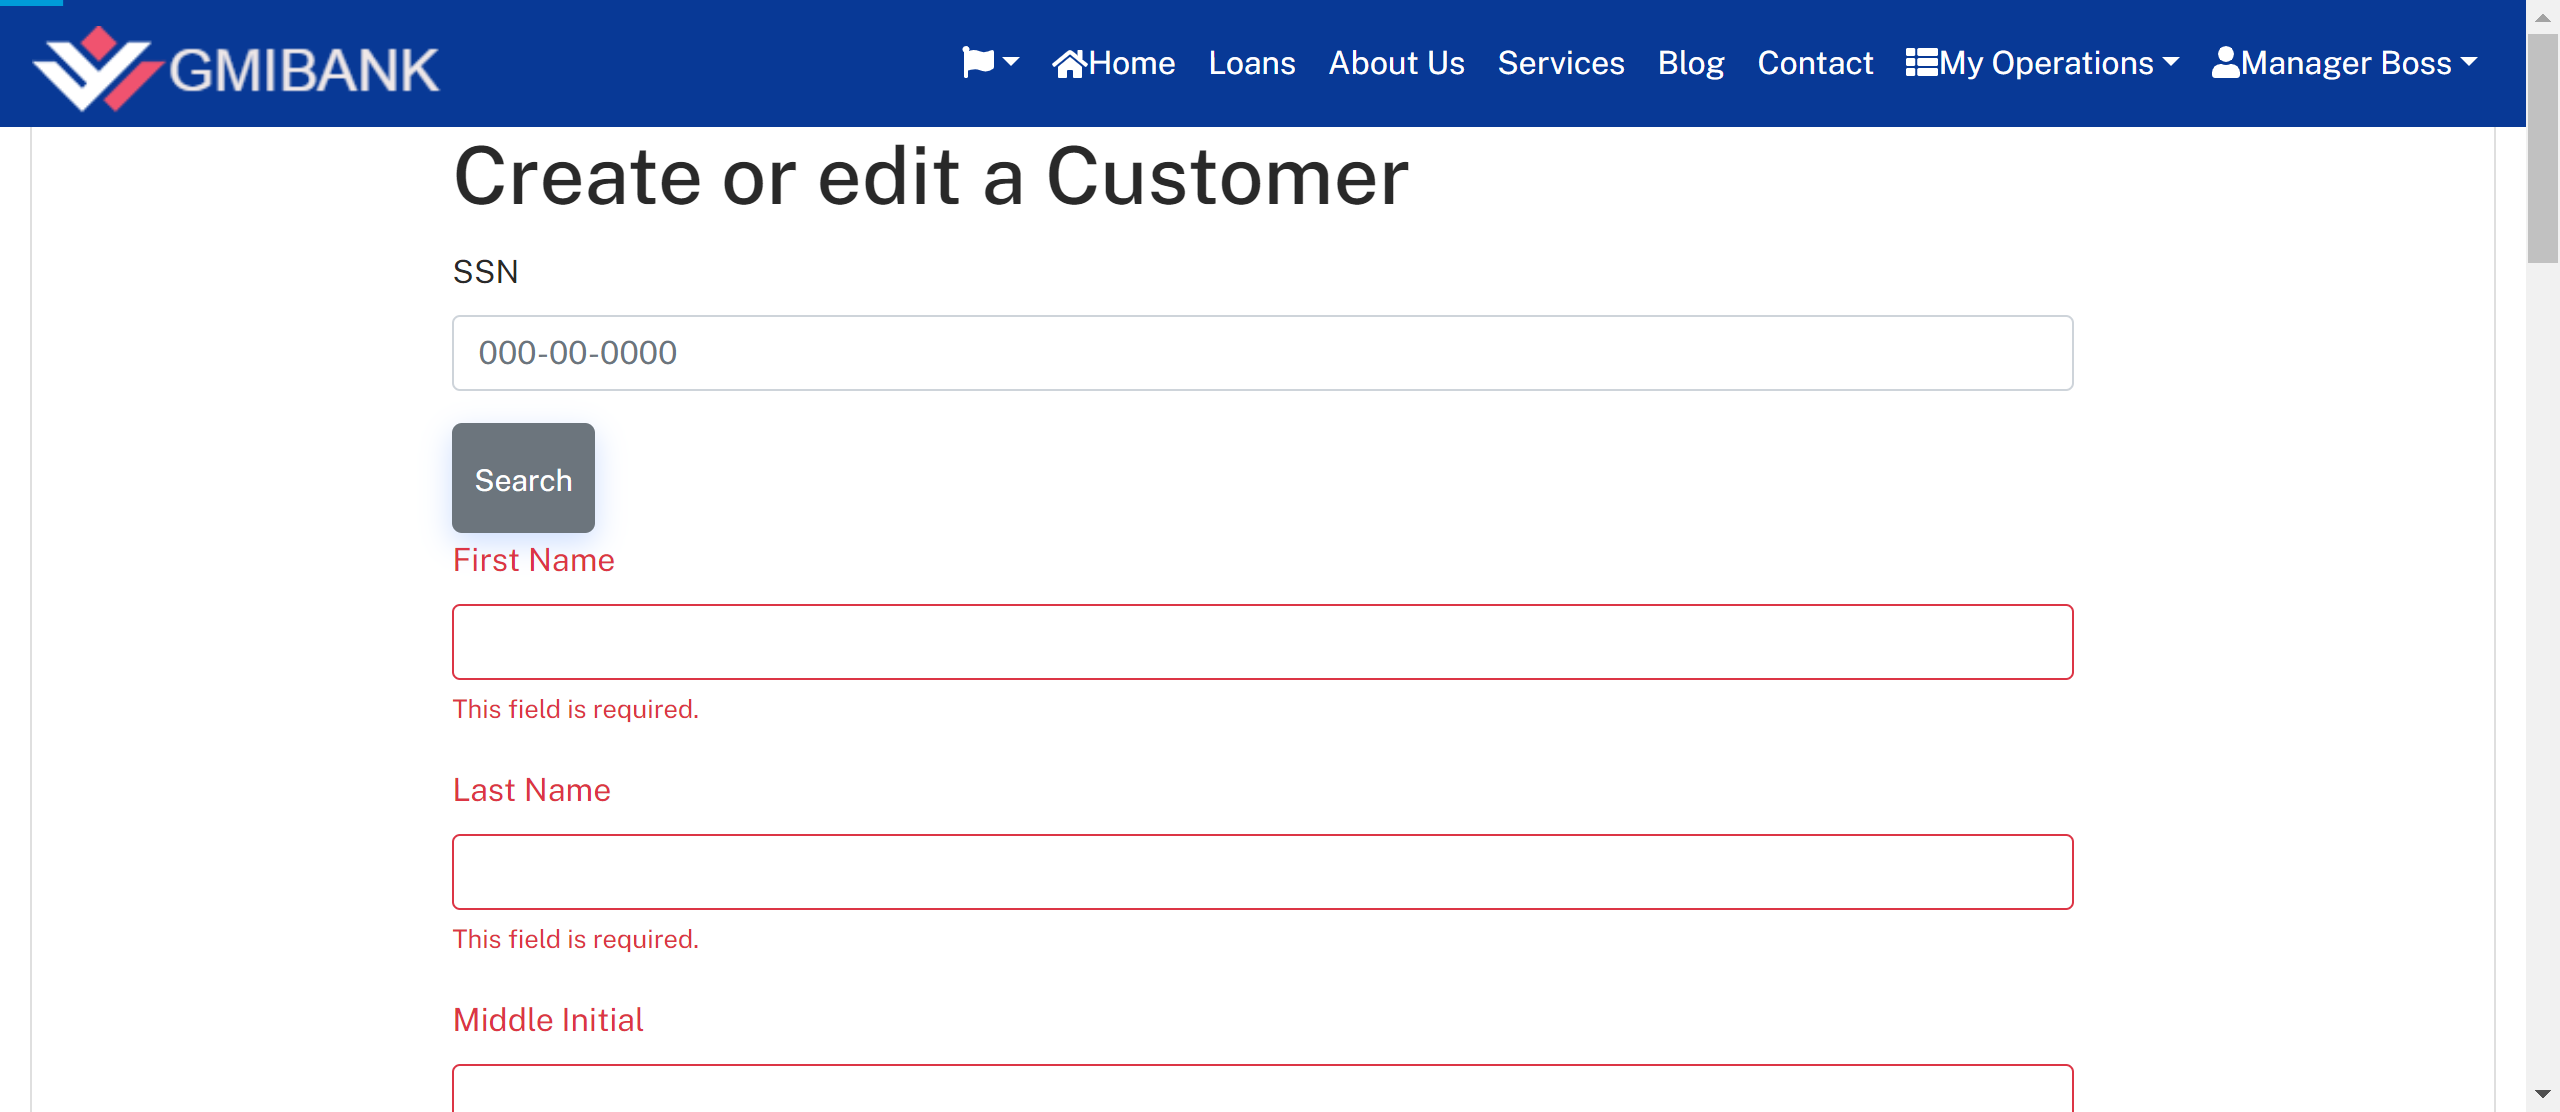 GMIBANK
Home Loans About Us Services Blog Contact My Operations Manager Boss
Create or edit a Customer
SSN
000-00-0000
Search
First Name
This field is required.
Last Name
This field is required.
Middle Initial